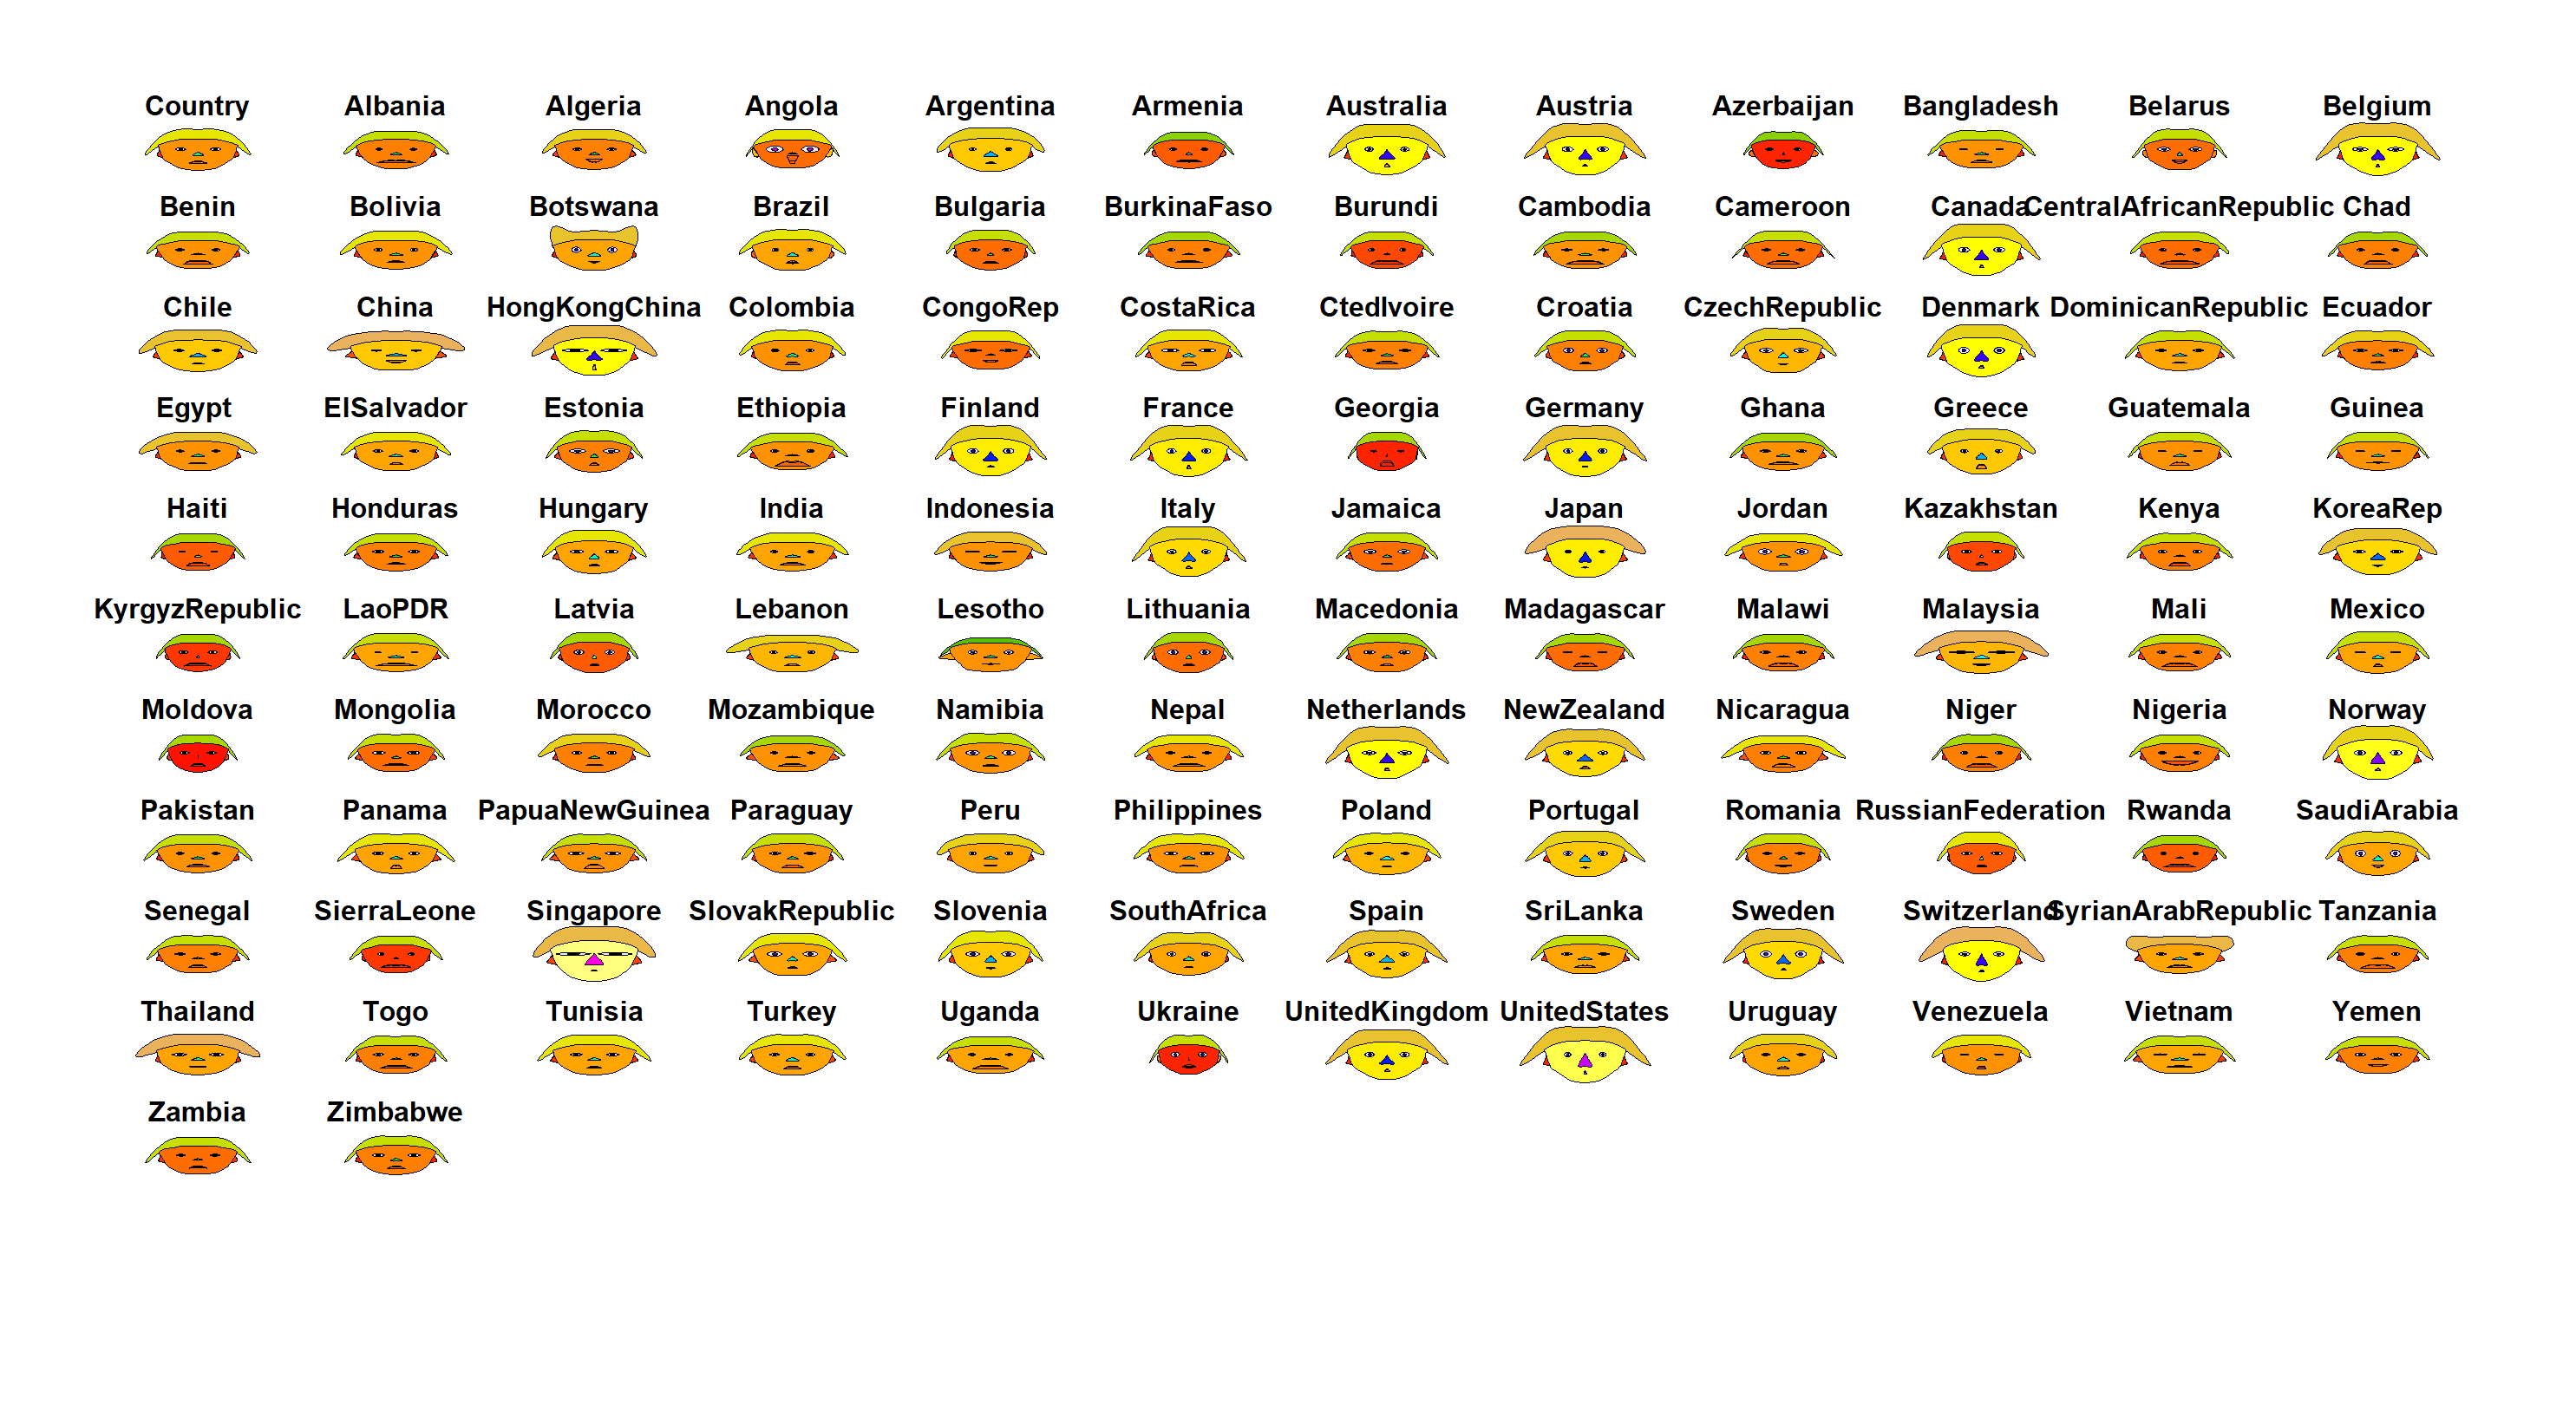 Country Albania Algeria Angola Argentina Armenia Australia Austria Azerbaijan Bangladesh Belarus Belgium
Benin Bolivia Botswana Brazil Bulgaria BurkinaFaso Burundi Cambodia Cameroon Canada CentralAfricanRepublic Chad
Chile China HongKongChina Colombia CongoRep CostaRica CtedIvoire Croatia CzechRepublic Denmark DominicanRepublic Ecuador
Egypt ElSalvador Estonia Ethiopia Finland France Georgia Germany Ghana Greece Guatemala Guinea
Haiti Honduras Hungary India Indonesia Italy Jamaica Japan Jordan Kazakhstan Kenya KoreaRep
KyrgyzRepublic LaoPDR Latvia Lebanon Lesotho Lithuania Macedonia Madagascar Malawi Malaysia Mali Mexico
Moldova Mongolia Morocco Mozambique Namibia Nepal Netherlands NewZealand Nicaragua Niger Nigeria Norway
Pakistan Panama PapuaNewGuinea Paraguay Peru Philippines Poland Portugal Romania RussianFederation Rwanda SaudiArabia
Senegal SierraLeone Singapore SlovakRepublic Slovenia SouthAfrica Spain SriLanka Sweden Switzerland SyrianArabRepublic Tanzania
Thailand Togo Tunisia Turkey Uganda Ukraine UnitedKingdom UnitedStates Uruguay Venezuela Vietnam Yemen
Zambia Zimbabwe